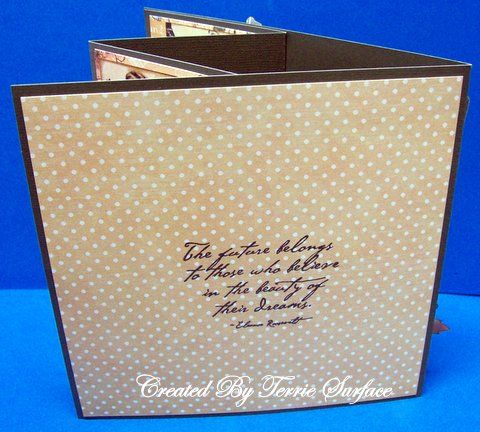 The future belongs
to those who believe
in the beauty of
their dreams.
-Eleanor Roosevelt
Created By Terrie Surface